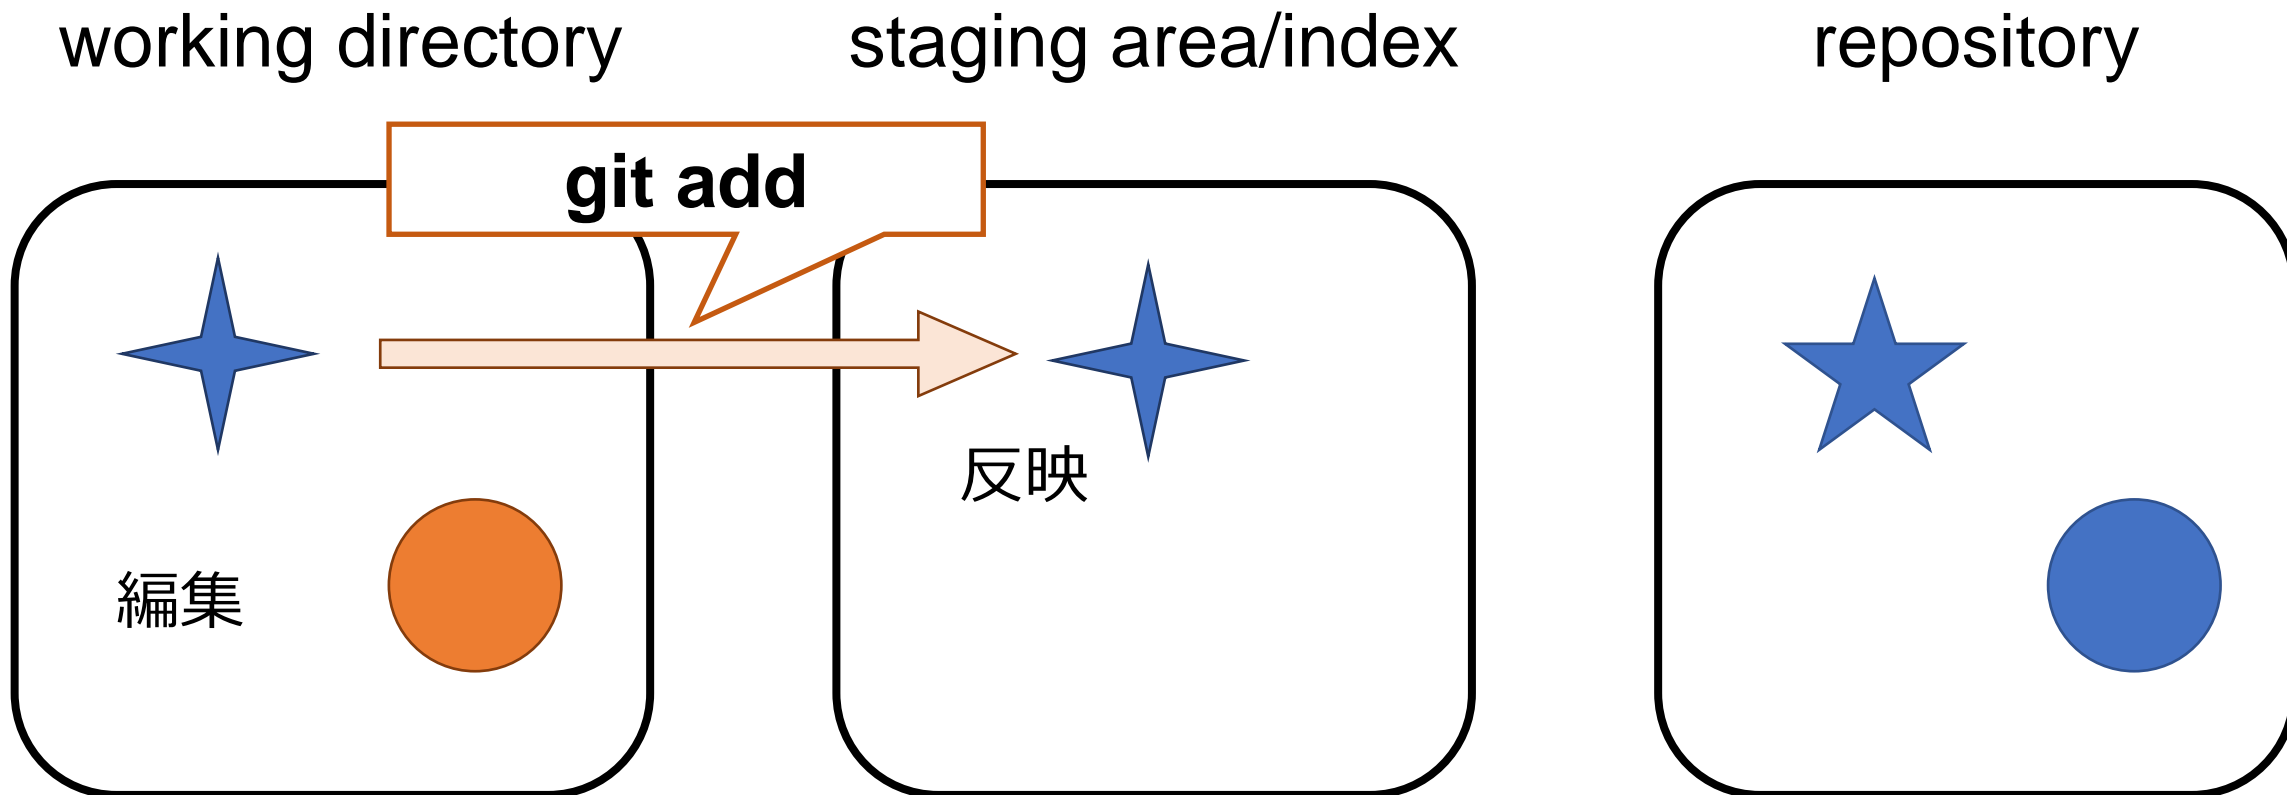 working directory
staging area/index
repository
git add
反映
編集